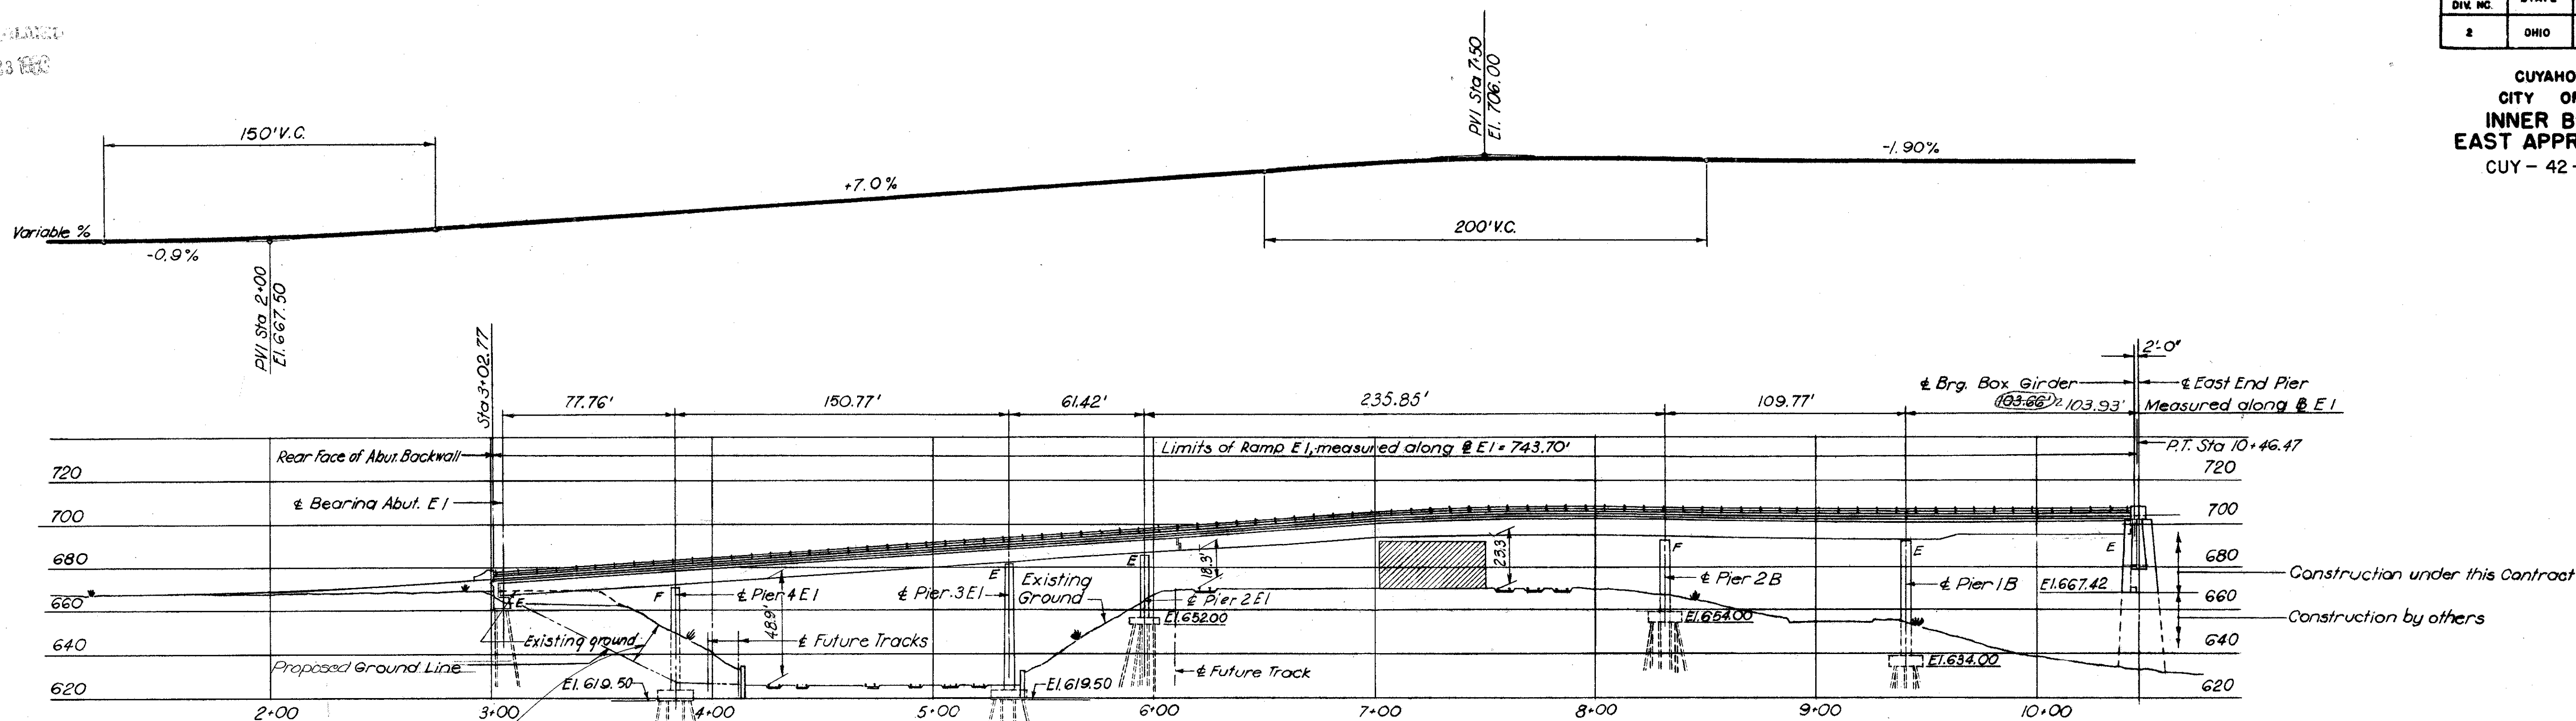 DIV. NO.
2 OHIO
CUYAHO
CITY OF
INNER B
EAST APPR
CUY - 42 -
PVI Sta 7+50
El. 706.00
150' V.C.
-1.90%
+7.0%
200' V.C.
Variable %
-0.9%
PVI Sta 2+00
El. 667.50
Sta 3+02.77
2'-0"
℄ Brg. Box Girder
℄ East End Pier
77.76'
150.77'
61.42'
235.85'
109.77'
103.66' 2 103.93'
Measured along ℄ E1
Rear Face of Abut. Backwall
Limits of Ramp E1, measured along ℄ E1 = 743.70'
P.T. Sta 10+46.47
720
720
℄ Bearing Abut. E1
700
700
680
680
18.3'
23.3'
E
F
E
E
F
E
E
Existing
Ground
℄ Pier 4 E1
℄ Pier 3 E1
℄ Pier 2 E1
℄ Pier 2B
℄ Pier 1B
El. 667.42
Construction under this Contract
660
660
48.9'
El. 652.00
El. 654.00
Construction by others
Existing ground
℄ Future Tracks
640
640
Proposed Ground Line
℄ Future Track
El. 634.00
620
El. 619.50
El. 619.50
620
2+00
3+00
4+00
5+00
6+00
7+00
8+00
9+00
10+00